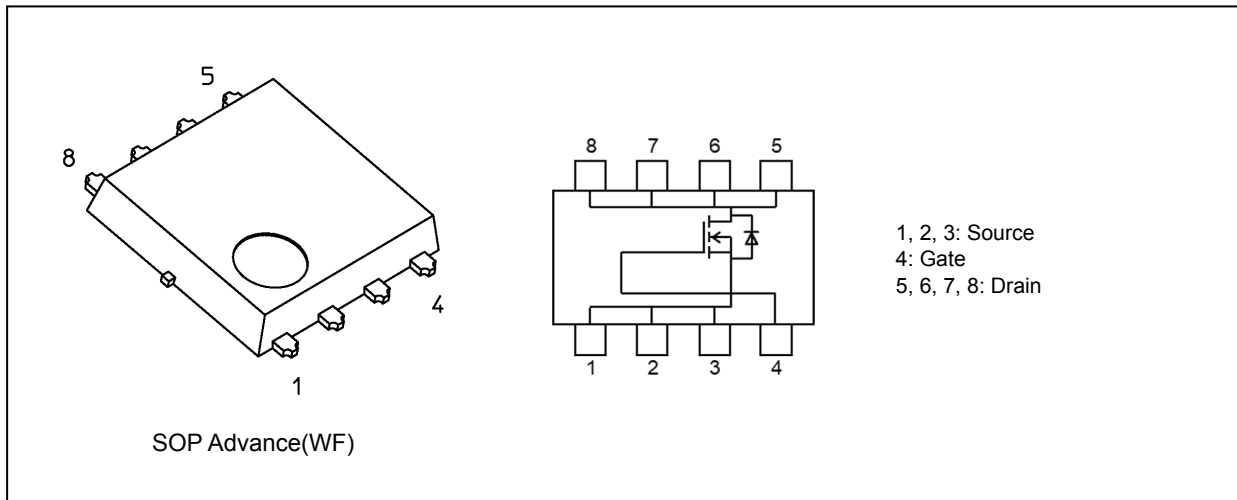 5
8
4
1
SOP Advance(WF)
8 7 6 5
1 2 3 4
1, 2, 3: Source
4: Gate
5, 6, 7, 8: Drain